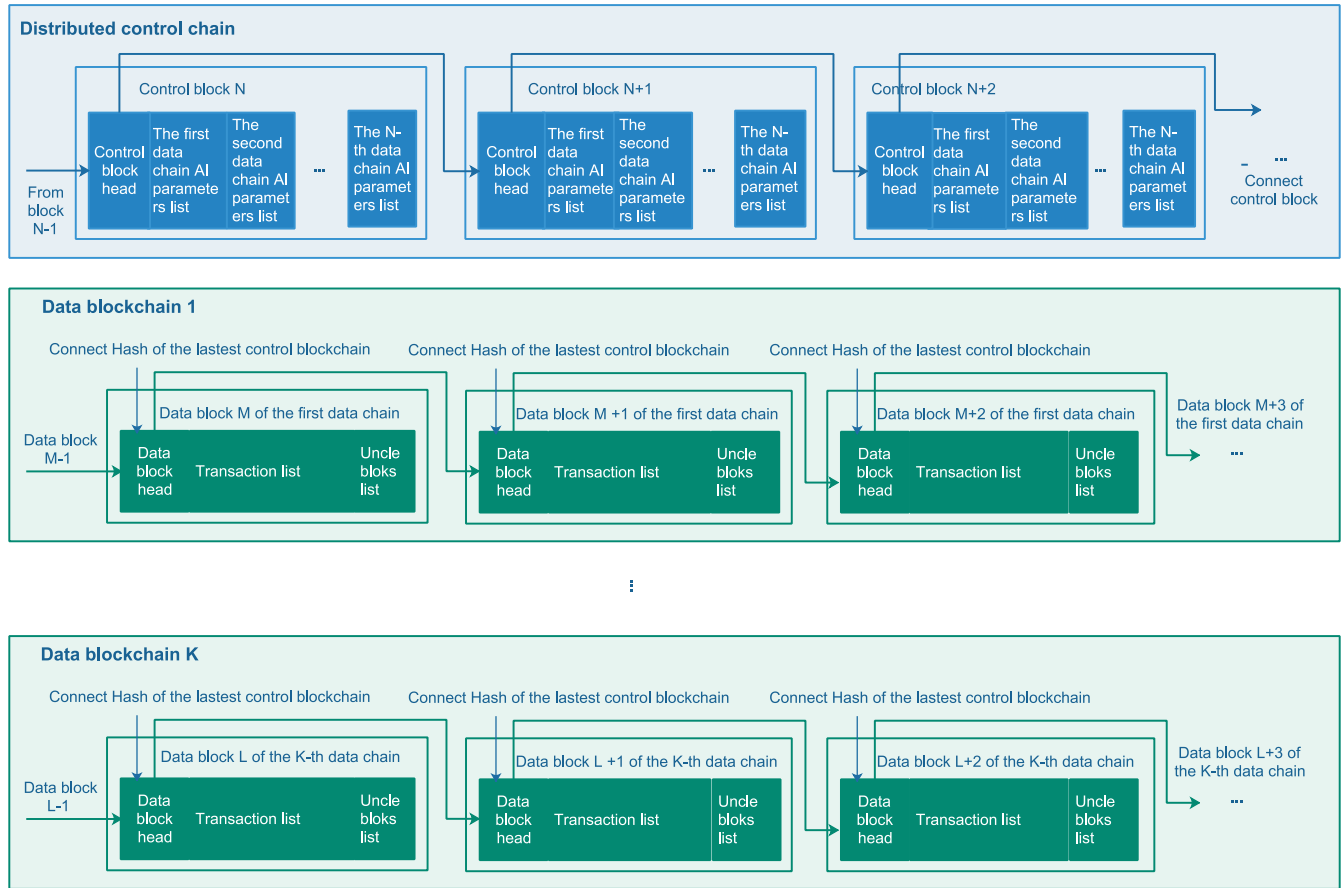 Distributed control chain
Control block N
Control block N+1
Control block N+2
Control
block
head
The first
data
chain AI
paramete
rs list
The
second
data
chain AI
paramet
ers list
...
The N-
th data
chain AI
paramet
ers list
Control
block
head
The first
data
chain AI
paramete
rs list
The
second
data
chain AI
paramete
rs list
...
The N-
th data
chain AI
paramet
ers list
Control
block
head
The first
data
chain AI
paramete
rs list
The
second
data
chain AI
paramete
rs list
...
The N-
th data
chain AI
paramet
ers list
From
block
N-1
...
Connect
control block
Data blockchain 1
Connect Hash of the lastest control blockchain
Connect Hash of the lastest control blockchain
Connect Hash of the lastest control blockchain
Data block M of the first data chain
Data block M +1 of the first data chain
Data block M+2 of the first data chain
Data block M+3 of
the first data chain
...
Data block
M-1
Data
block
head
Transaction list
Uncle
bloks
list
Data
block
head
Transaction list
Uncle
bloks
list
Data
block
head
Transaction list
Uncle
bloks
list
...
Data blockchain K
Connect Hash of the lastest control blockchain
Connect Hash of the lastest control blockchain
Connect Hash of the lastest control blockchain
Data block L of the K-th data chain
Data block L +1 of the K-th data chain
Data block L+2 of the K-th data chain
Data block L+3 of
the K-th data chain
...
Data block
L-1
Data
block
head
Transaction list
Uncle
bloks
list
Data
block
head
Transaction list
Uncle
bloks
list
Data
block
head
Transaction list
Uncle
bloks
list